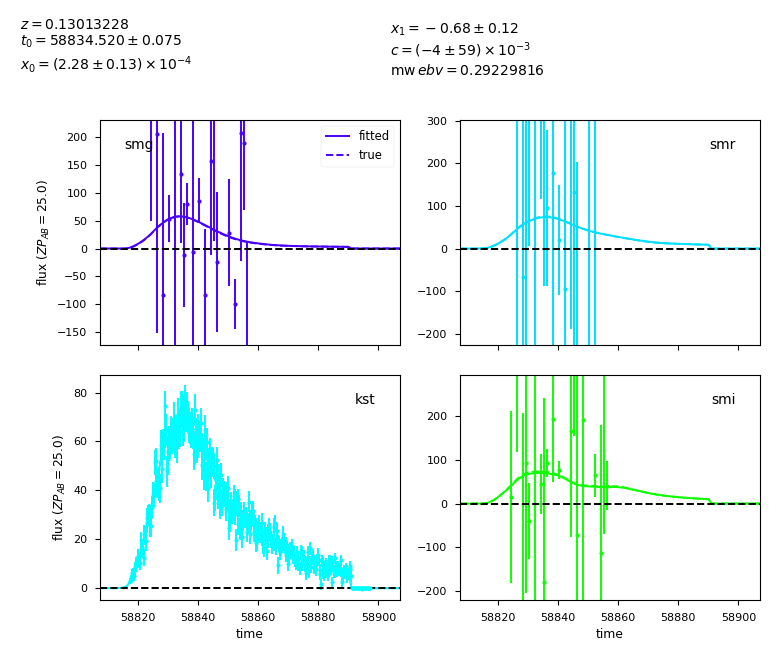 z = 0.13013228
t₀ = 58834.520 ± 0.075
x₀ = (2.28 ± 0.13) × 10⁻⁴
x₁ = −0.68 ± 0.12
c = (−4 ± 59) × 10⁻³
mw ebv = 0.29229816
smg
fitted
true
200
150
100
50
0
−50
−100
−150
flux (ZP_AB = 25.0)
smr
300
200
100
0
−100
−200
kst
80
60
40
20
0
flux (ZP_AB = 25.0)
58820 58840 58860 58880 58900
time
smi
200
100
0
−100
−200
58820 58840 58860 58880 58900
time